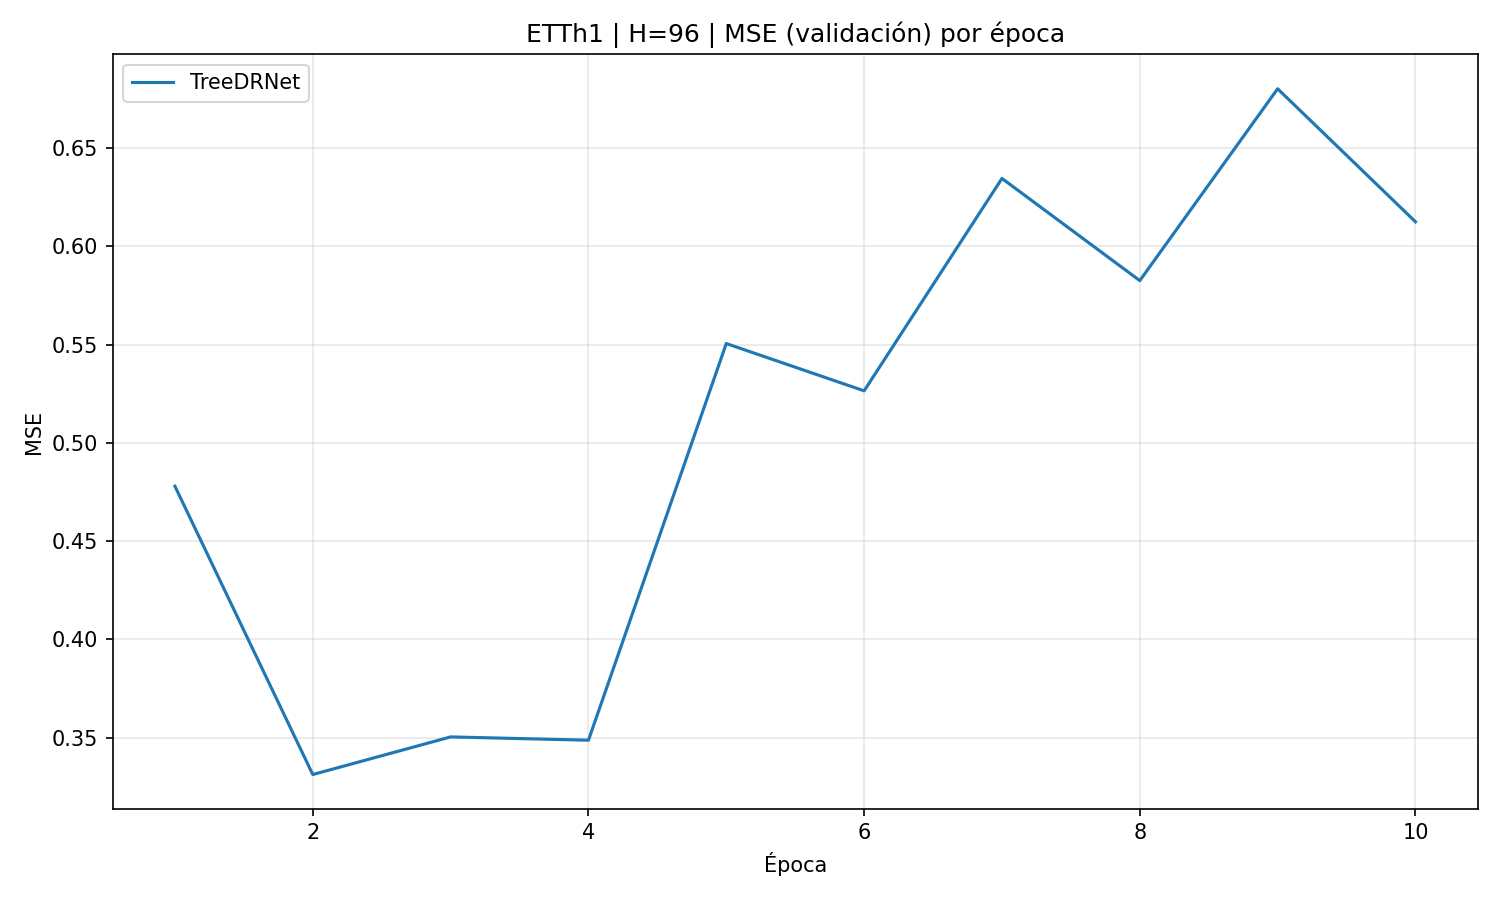 ETTh1 | H=96 | MSE (validación) por época
TreeDRNet
0.65
0.60
0.55
0.50
0.45
0.40
0.35
MSE
2 4 6 8 10
Época